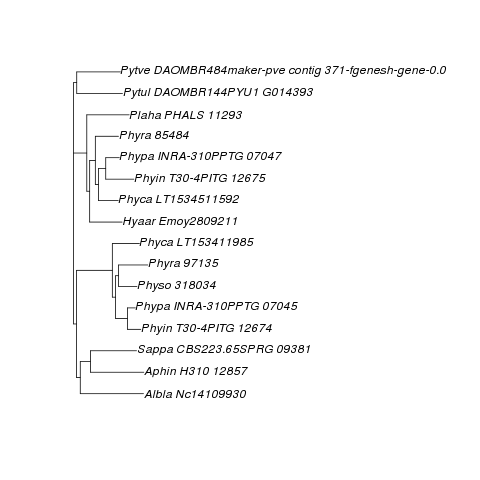 Pytve DAOMBR484maker-pve contig 371-fgenesh-gene-0.0
Pytul DAOMBR144PYU1 G014393
Plaha PHALS 11293
Phyra 85484
Phypa INRA-310PPTG 07047
Phyin T30-4PITG 12675
Phyca LT1534511592
Hyaar Emoy2809211
Phyca LT153411985
Phyra 97135
Physo 318034
Phypa INRA-310PPTG 07045
Phyin T30-4PITG 12674
Sappa CBS223.65SPRG 09381
Aphin H310 12857
Albla Nc14109930